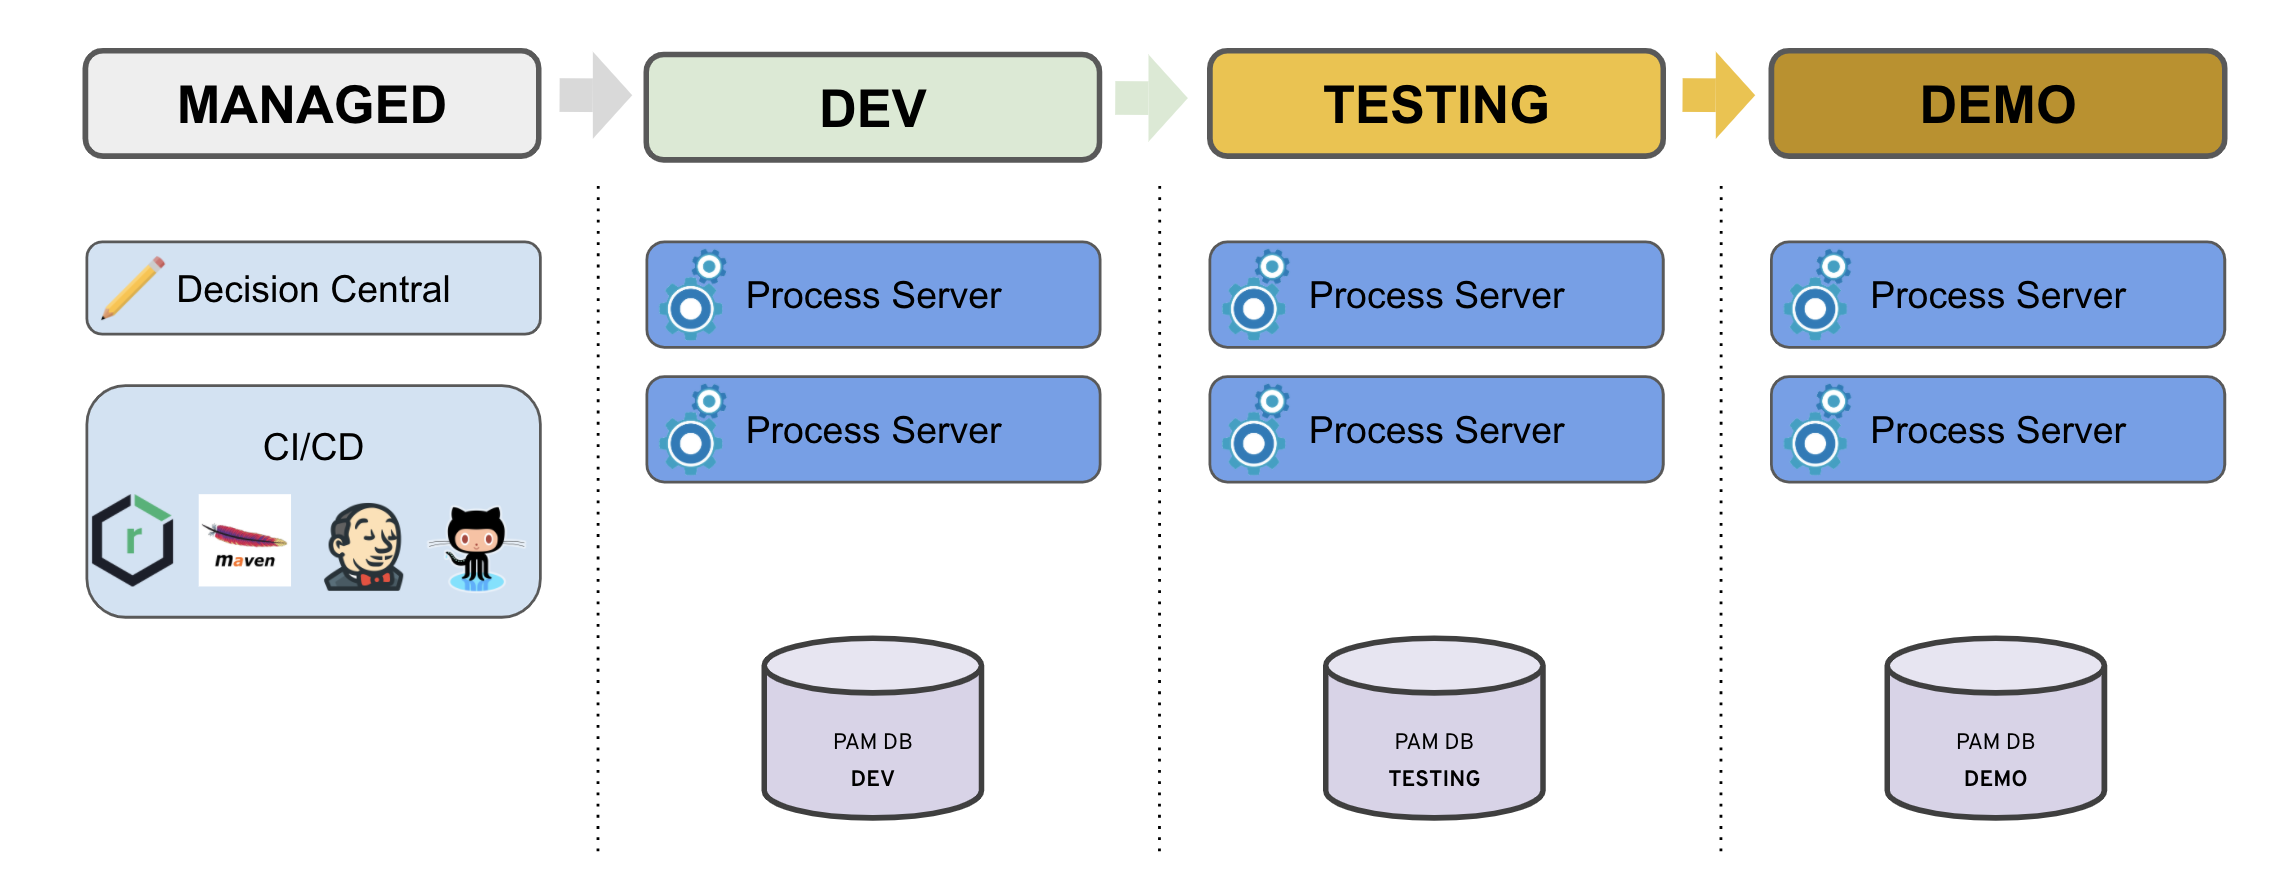 MANAGED
DEV
TESTING
DEMO
Decision Central
CI/CD
r
maven
Process Server
Process Server
PAM DB
DEV
Process Server
Process Server
PAM DB
TESTING
Process Server
Process Server
PAM DB
DEMO